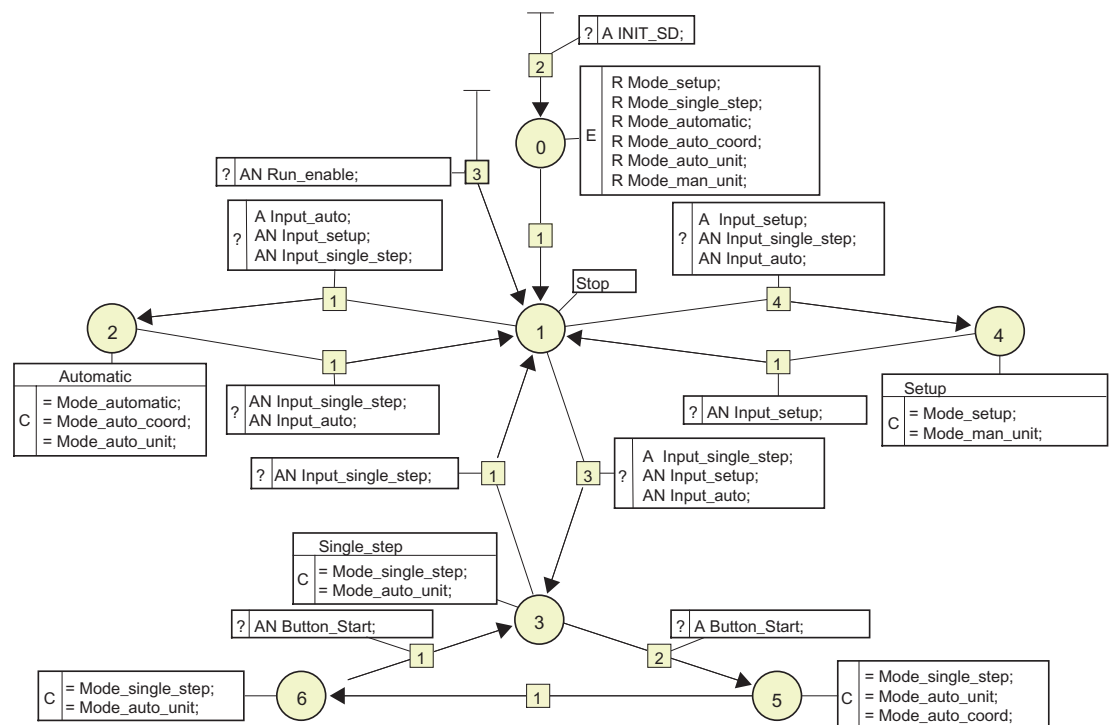 ? A INIT_SD;
2
R Mode_setup;
R Mode_single_step;
R Mode_automatic;
E R Mode_auto_coord;
R Mode_auto_unit;
R Mode_man_unit;
0
? AN Run_enable;
3
A Input_auto;
? AN Input_setup;
AN Input_single_step;
1
A Input_setup;
? AN Input_single_step;
AN Input_auto;
Stop
1
4
2
1
4
1
1
Automatic
= Mode_automatic;
C = Mode_auto_coord;
= Mode_auto_unit;
? AN Input_single_step;
AN Input_auto;
? AN Input_setup;
Setup
C = Mode_setup;
= Mode_man_unit;
? AN Input_single_step;
1
3
A Input_single_step;
? AN Input_setup;
AN Input_auto;
Single_step
C = Mode_single_step;
= Mode_auto_unit;
3
? AN Button_Start;
1
? A Button_Start;
2
C = Mode_single_step;
= Mode_auto_unit;
6
1
5
= Mode_single_step;
C = Mode_auto_unit;
= Mode_auto_coord;